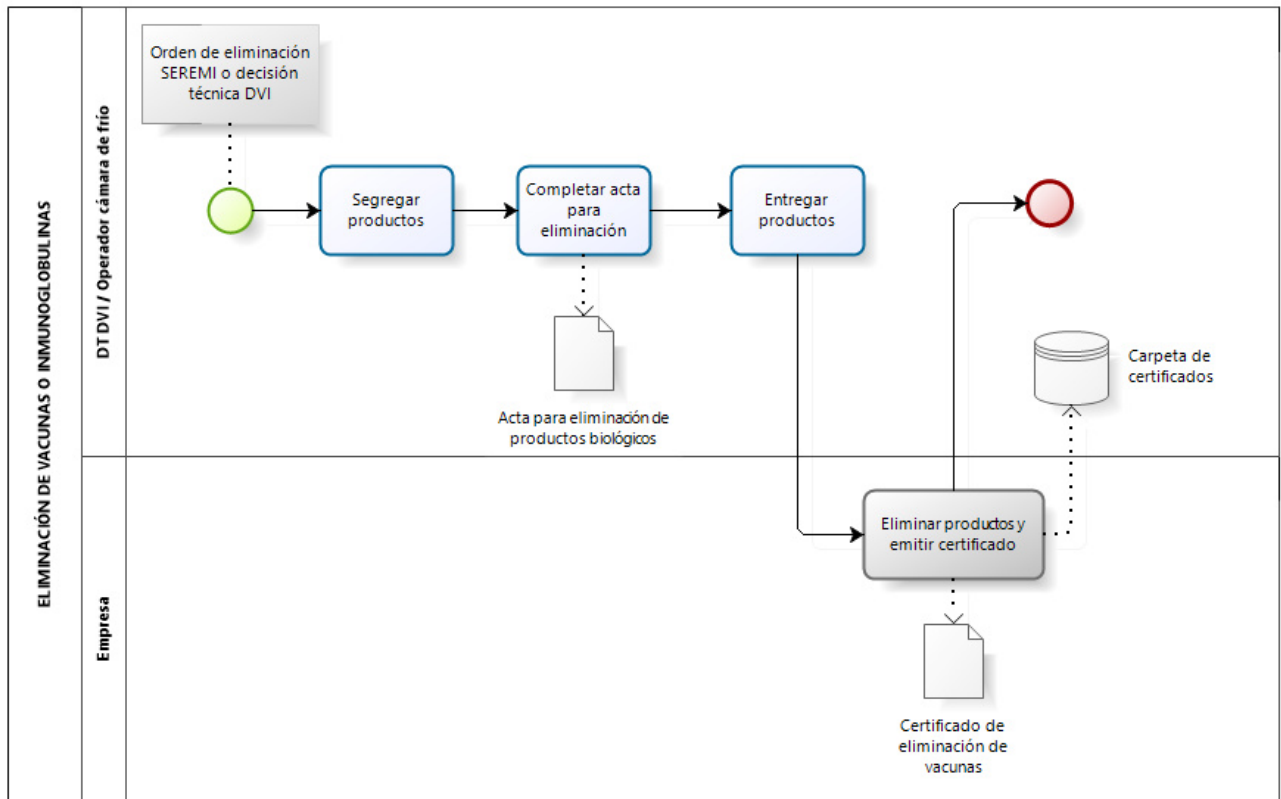 ELIMINACIÓN DE VACUNAS O INMUNOGLOBULINAS
DT DVI / Operador cámara de frío
Orden de eliminación
SEREMI o decisión
técnica DVI
Segregar
productos
Completar acta
para
eliminación
Entregar
productos
Acta para eliminación de
productos biológicos
Carpeta de
certificados
Empresa
Eliminar productos y
emitir certificado
Certificado de
eliminación de
vacunas